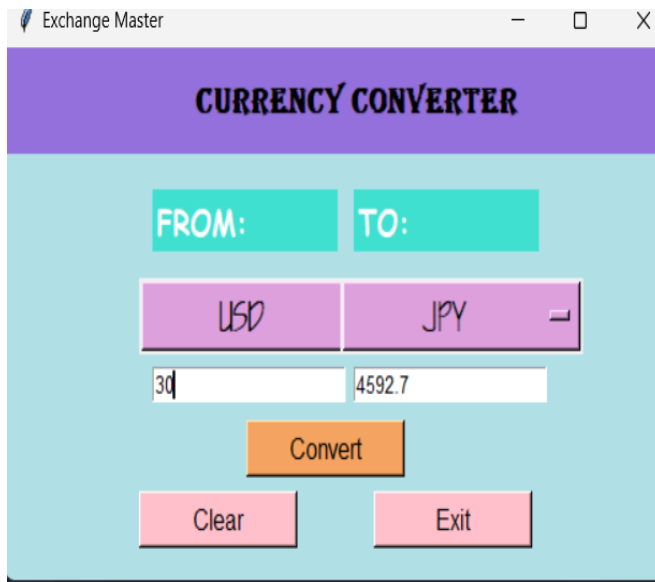 Exchange Master
CURRENCY CONVERTER
FROM: TO:
USD JPY
30 4592.7
Convert
Clear Exit